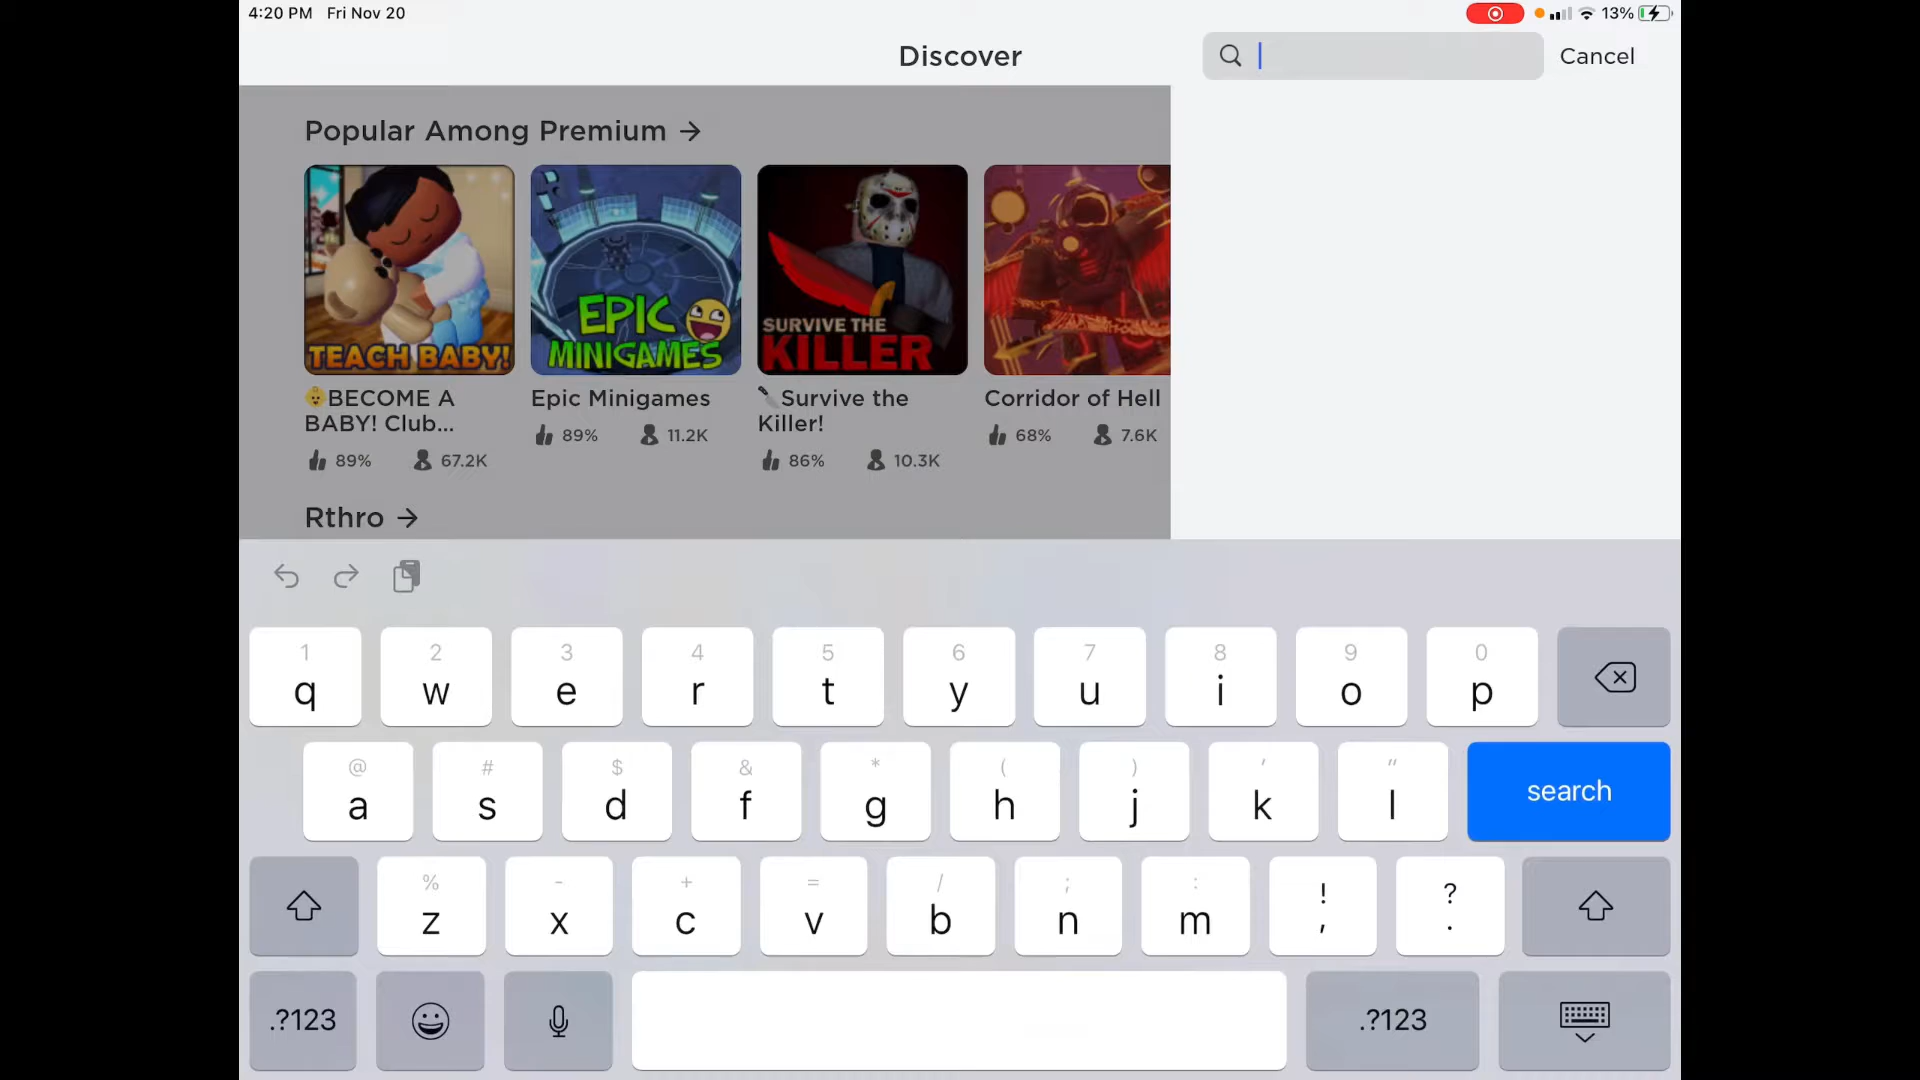 4:20 PM Fri Nov 20
13%
Discover
Cancel
Popular Among Premium →
TEACH BABY!
EPIC
MINIGAMES
SURVIVE THE
KILLER
👶BECOME A
BABY! Club...
89% 67.2K
Epic Minigames
89% 11.2K
🔪Survive the
Killer!
86% 10.3K
Corridor of Hell
68% 7.6K
Rthro →
1 2 3 4 5 6 7 8 9 0
q w e r t y u i o p
@ # $ & * ( ) ' "
a s d f g h j k l search
% - + = / ; : ! ?
z x c v b n m , .
.?123 .?123